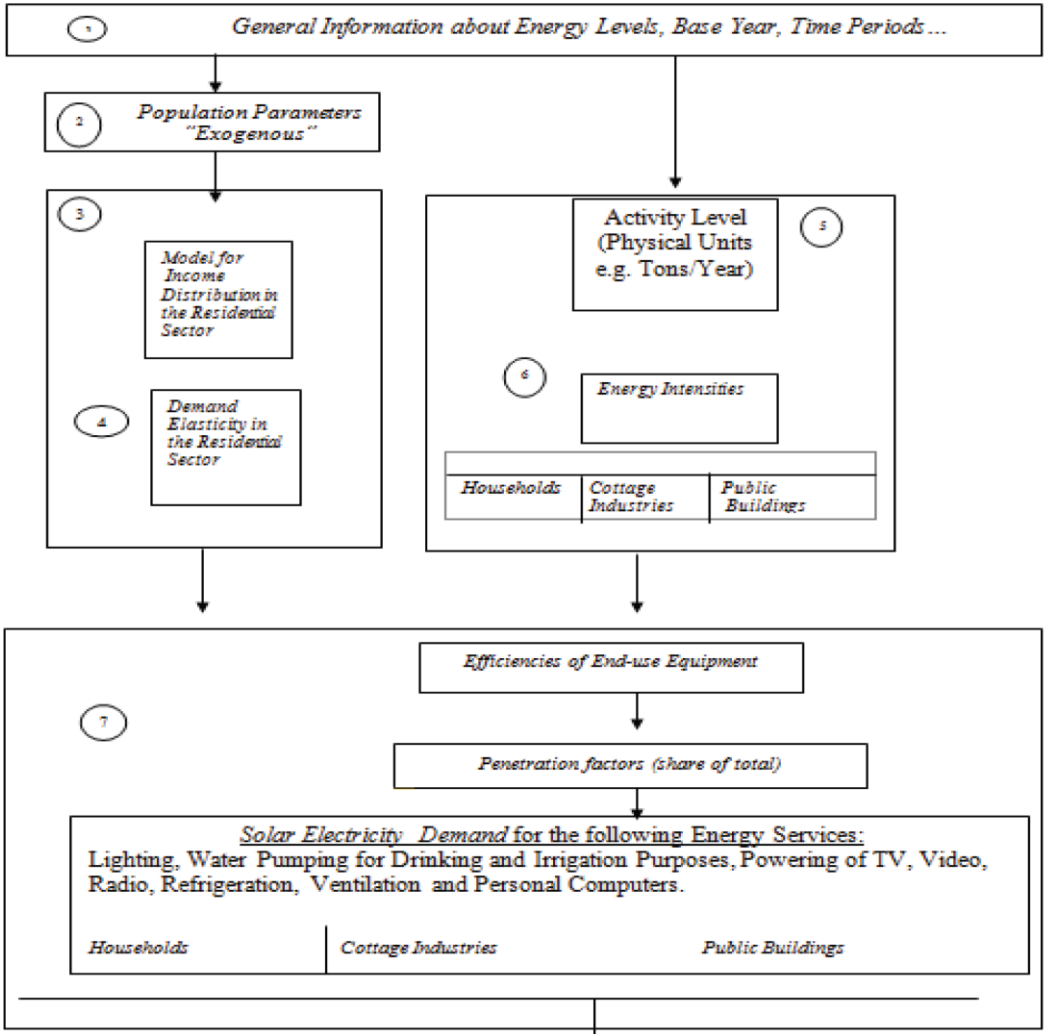 1
General Information about Energy Levels, Base Year, Time Periods…
2
Population Parameters
“Exogenous”
3
Model for
Income
Distribution in
the Residential
Sector
4
Demand
Elasticity in
the Residential
Sector
5
Activity Level
(Physical Units
e.g. Tons/Year)
6
Energy Intensities
Households
Cottage
Industries
Public
Buildings
7
Efficiencies of End-use Equipment
Penetration factors (share of total)
Solar Electricity Demand for the following Energy Services:
Lighting, Water Pumping for Drinking and Irrigation Purposes, Powering of TV, Video,
Radio, Refrigeration, Ventilation and Personal Computers.
Households Cottage Industries Public Buildings